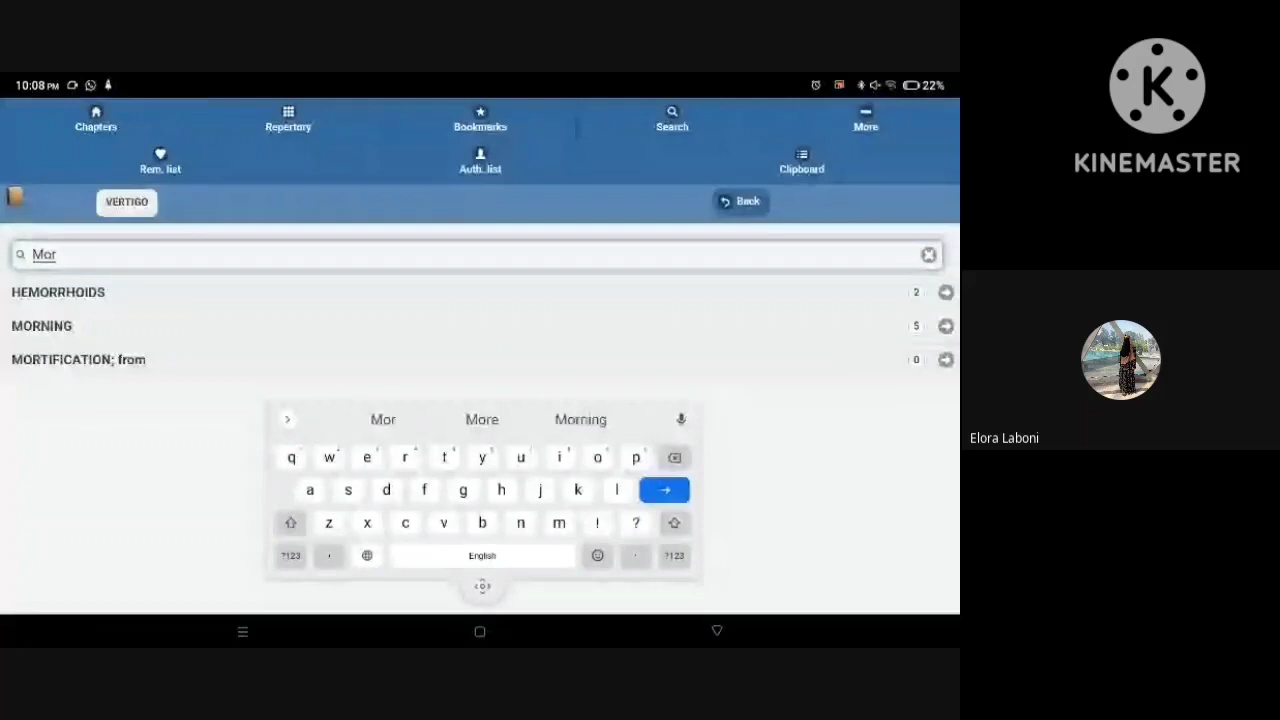 10:08 PM 22%
Chapters Repertory Bookmarks Search More
Rem. list Auth. list Clipboard
VERTIGO Back
Mor
HEMORRHOIDS 2
MORNING 5
MORTIFICATION; from 0
Mor More Morning
q w e r t y u i o p
a s d f g h j k l
z x c v b n m ! ?
?123 English ?123
K
KINEMASTER
Elora Laboni